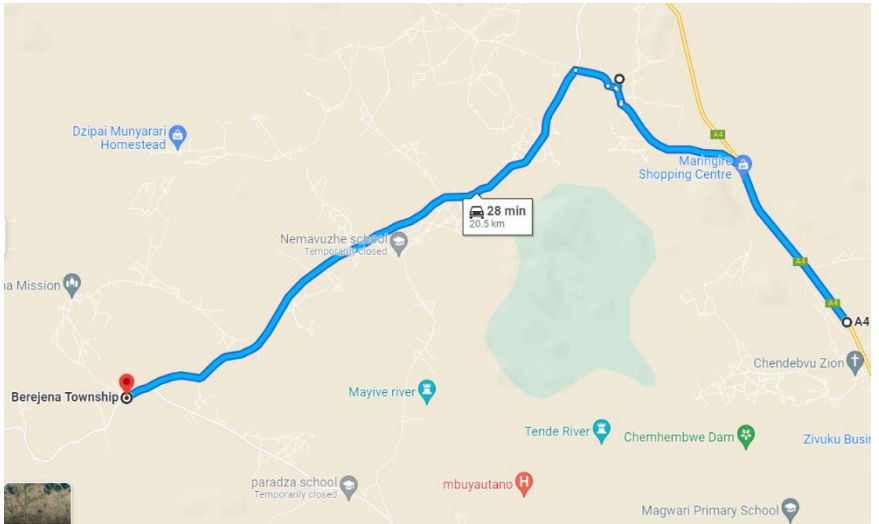 A4
Dzipai Munyarari
Homestead
Maringire
Shopping Centre
28 min
20.5 km
Nemavuzhe school
Temporarily closed
A4
na Mission
A4
A4
Chendebvu Zion
Berejena Township
Mayive river
Tende River
Chemhembwe Dam
Zivuku Busin
paradza school
Temporarily closed
mbuyautano
H
Magwari Primary School